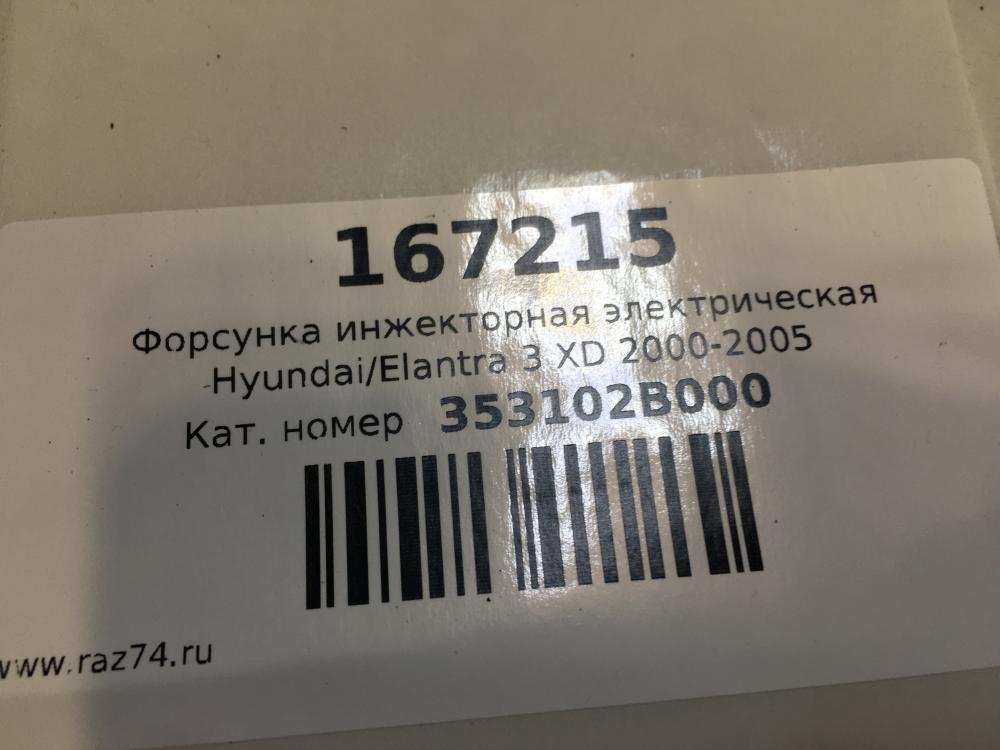 167215
Форсунка инжекторная электрическая
-Hyundai/Elantra 3 XD 2000-2005
Кат. номер 353102B000
www.raz74.ru